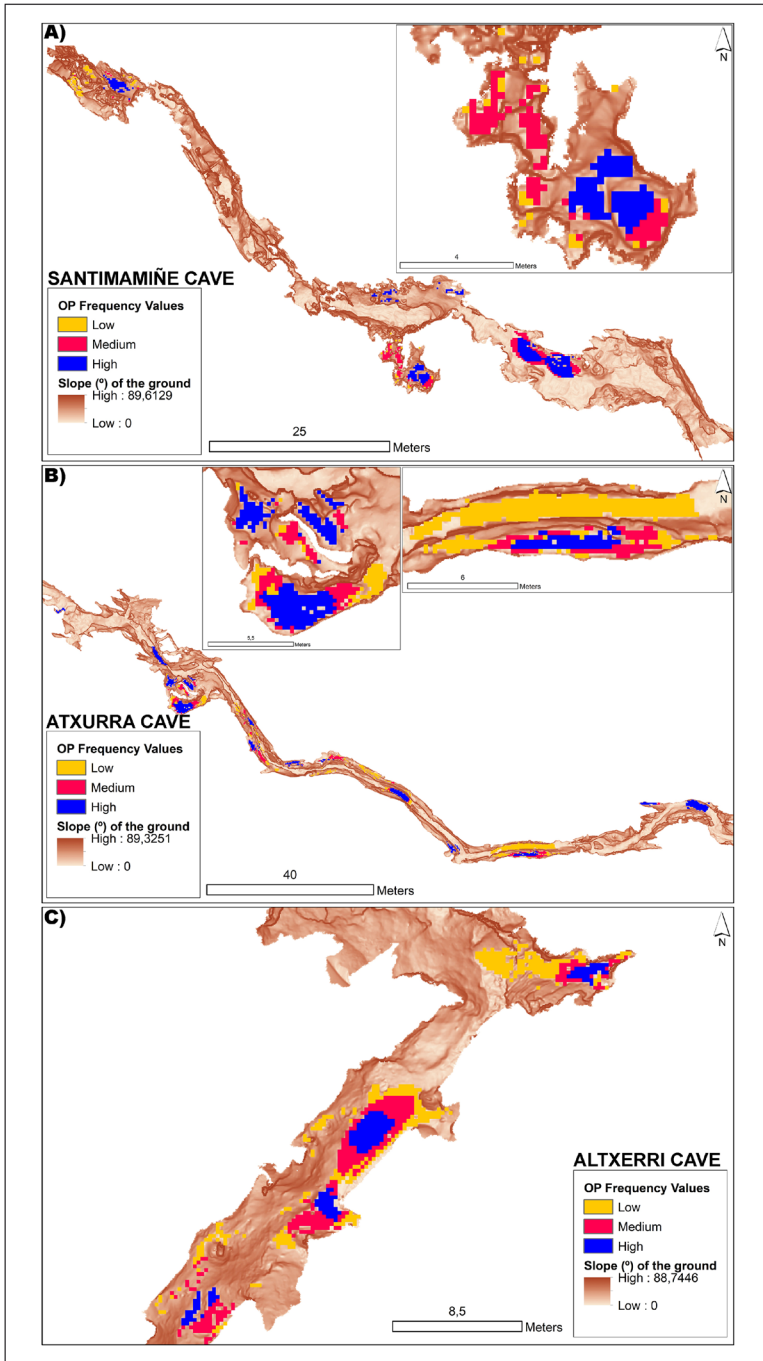 A)
N
4
Meters
SANTIMAMIÑE CAVE
OP Frequency Values
Low
Medium
High
Slope (º) of the ground
High : 89,6129
Low : 0
25
Meters
B)
N
5,5
Meters
6
Meters
ATXURRA CAVE
OP Frequency Values
Low
Medium
High
Slope (º) of the ground
High : 89,3251
Low : 0
40
Meters
C)
N
ALTXERRI CAVE
OP Frequency Values
Low
Medium
High
Slope (º) of the ground
High : 88,7446
Low : 0
8,5
Meters